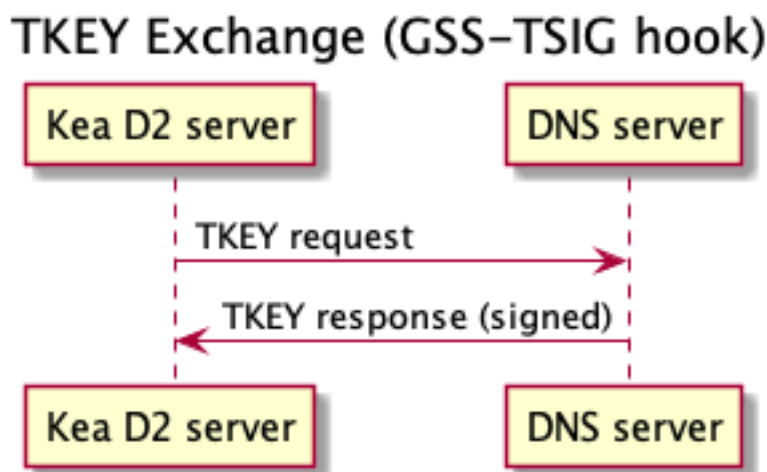 TKEY Exchange (GSS-TSIG hook)
Kea D2 server
DNS server
TKEY request
TKEY response (signed)
Kea D2 server
DNS server